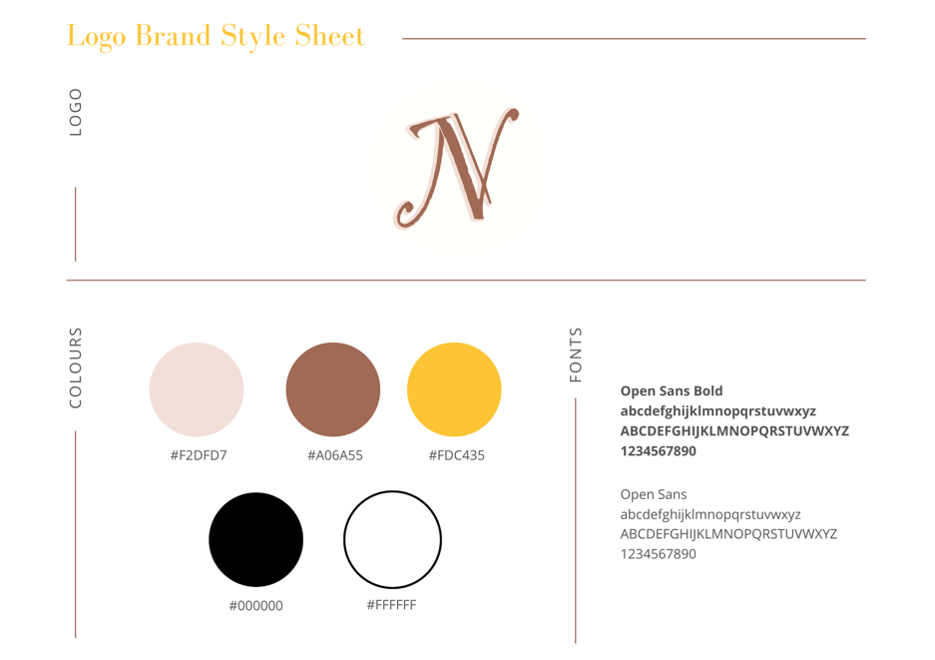 Logo Brand Style Sheet
LOGO
N
COLOURS
#F2DFD7
#A06A55
#FDC435
#000000
#FFFFFF
FONTS
Open Sans Bold
abcdefghijklmnopqrstuvwxyz
ABCDEFGHIJKLMNOPQRSTUVWXYZ
1234567890
Open Sans
abcdefghijklmnopqrstuvwxyz
ABCDEFGHIJKLMNOPQRSTUVWXYZ
1234567890